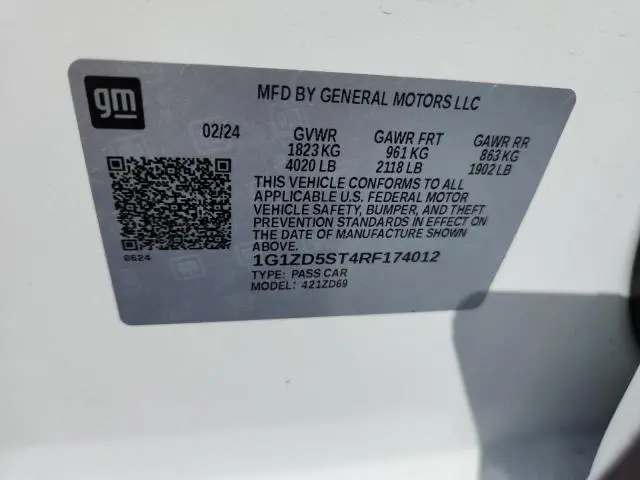 gm
MFD BY GENERAL MOTORS LLC
02/24 GVWR GAWR FRT GAWR RR
1823 KG 961 KG 863 KG
4020 LB 2118 LB 1902 LB
THIS VEHICLE CONFORMS TO ALL
APPLICABLE U.S. FEDERAL MOTOR
VEHICLE SAFETY, BUMPER, AND THEFT
PREVENTION STANDARDS IN EFFECT ON
THE DATE OF MANUFACTURE SHOWN
ABOVE.
8624
1G1ZD5ST4RF174012
TYPE: PASS CAR
MODEL: 421ZD69